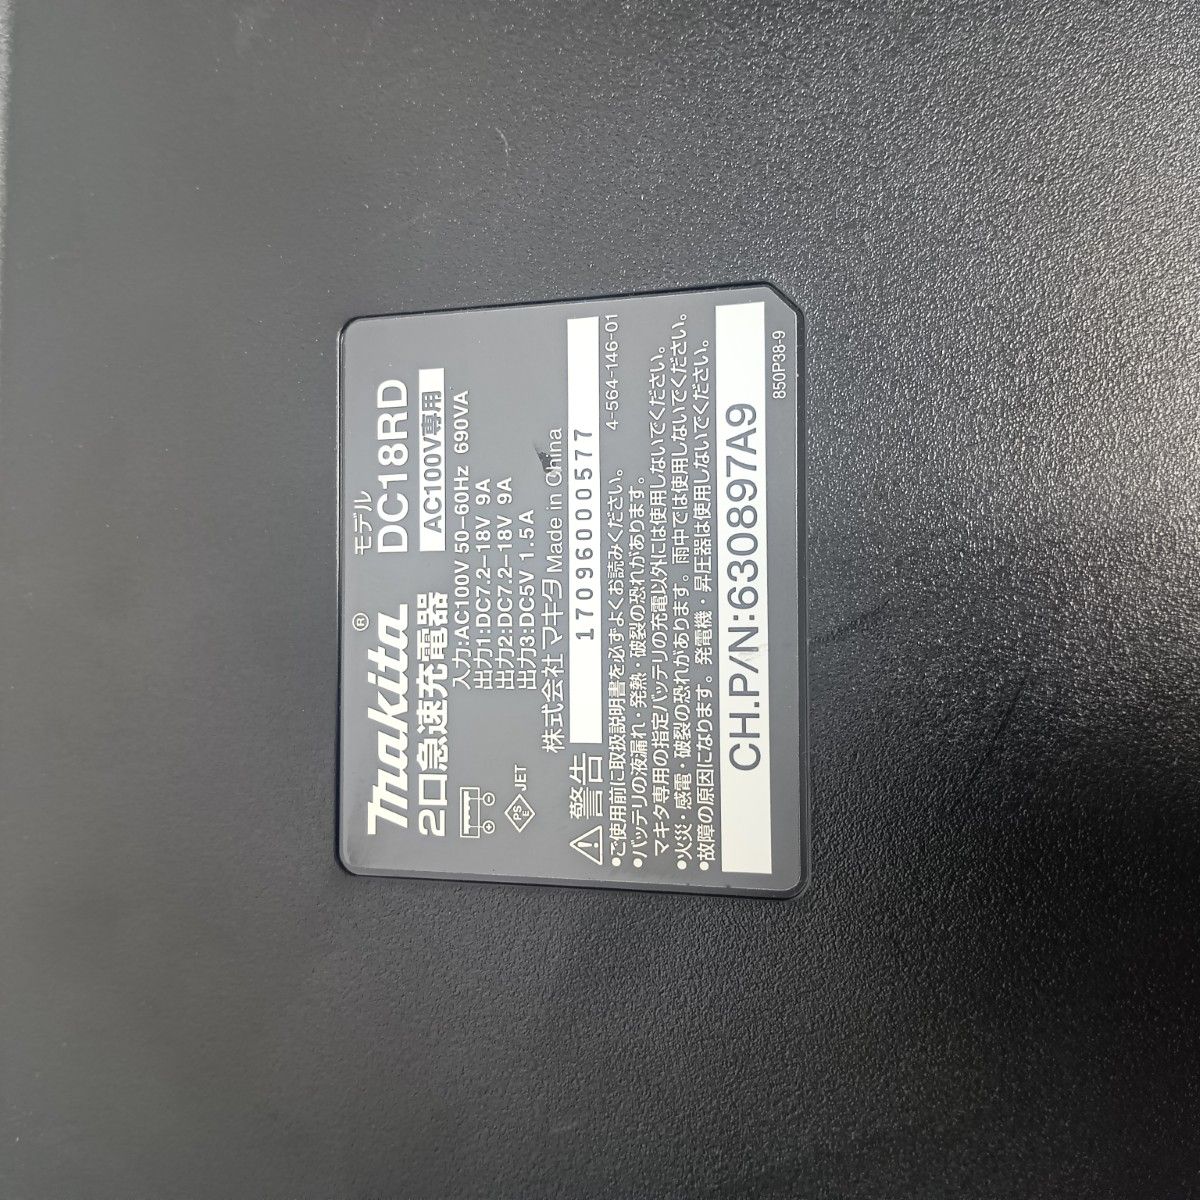 makita®
モデル
DC18RD
2口急速充電器
AC100V専用
入力:AC100V 50-60Hz 690VA
出力1:DC7.2-18V 9A
出力2:DC7.2-18V 9A
出力3:DC5V 1.5A
PS
E
JET
株式会社 マキタ Made in China
1709600057​7
4-564-146-01
警告
•ご使用前に取扱説明書を必ずよくお読みください。
•バッテリの液漏れ・発熱・破裂の恐れがあります。
マキタ専用の指定バッテリの充電以外には使用しないでください。
•火災・感電・破裂の恐れがあります。雨中では使用しないでください。
•故障の原因になります。発電機・昇圧器は使用しないでください。
CH.P/N:630897A9
850P38-9